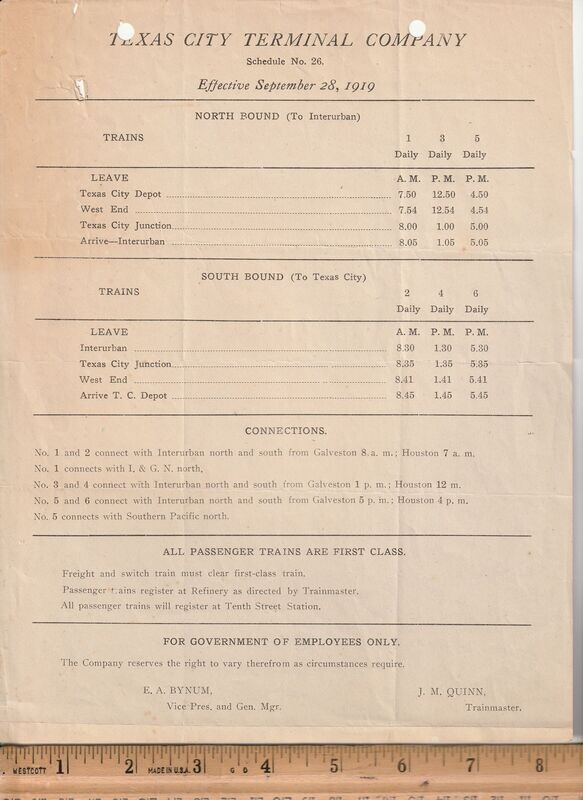 TEXAS CITY TERMINAL COMPANY
Schedule No. 26.
Effective September 28, 1919
NORTH BOUND (To Interurban)
TRAINS 1 3 5
Daily Daily Daily
LEAVE A. M. P. M. P. M.
Texas City Depot 7.50 12.50 4.50
West End 7.54 12.54 4.54
Texas City Junction 8.00 1.00 5.00
Arrive—Interurban 8.05 1.05 5.05
SOUTH BOUND (To Texas City)
TRAINS 2 4 6
Daily Daily Daily
LEAVE A. M. P. M. P. M.
Interurban 8.30 1.30 5.30
Texas City Junction 8.35 1.35 5.35
West End 8.41 1.41 5.41
Arrive T. C. Depot 8.45 1.45 5.45
CONNECTIONS.
No. 1 and 2 connect with Interurban north and south from Galveston 8. a. m.; Houston 7 a. m.
No. 1 connects with I. & G. N. north.
No. 3 and 4 connect with Interurban north and south from Galveston 1 p. m.; Houston 12 m.
No. 5 and 6 connect with Interurban north and south from Galveston 5 p. m.; Houston 4 p. m.
No. 5 connects with Southern Pacific north.
ALL PASSENGER TRAINS ARE FIRST CLASS.
Freight and switch train must clear first-class train.
Passenger trains register at Refinery as directed by Trainmaster.
All passenger trains will register at Tenth Street Station.
FOR GOVERNMENT OF EMPLOYEES ONLY.
The Company reserves the right to vary therefrom as circumstances require.
E. A. BYNUM, J. M. QUINN,
Vice Pres. and Gen. Mgr. Trainmaster.
WESTCOTT 1 2 MADE IN U.S.A. 3 G D 4 5 6 7 8